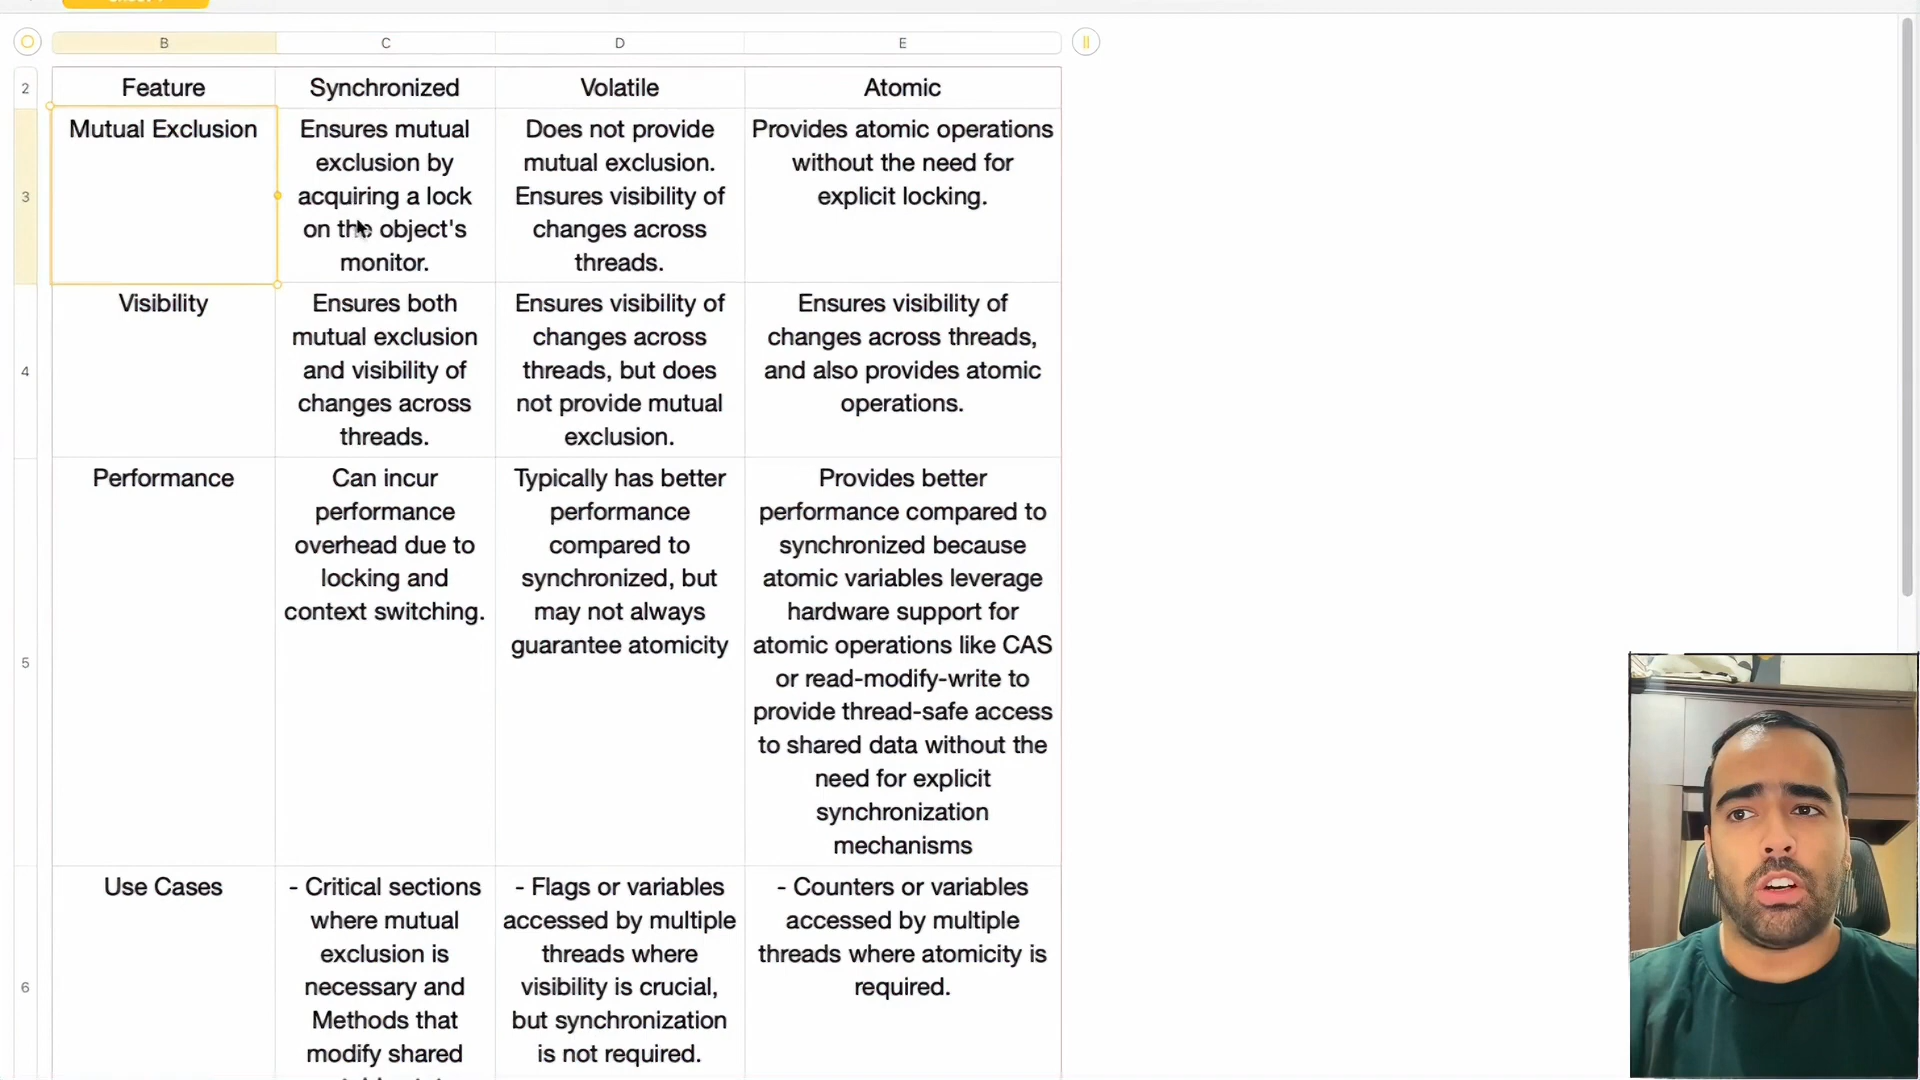 B C D E
2 Feature Synchronized Volatile Atomic
3
Mutual Exclusion
Ensures mutual
exclusion by
acquiring a lock
on the object's
monitor.
Does not provide
mutual exclusion.
Ensures visibility of
changes across
threads.
Provides atomic operations
without the need for
explicit locking.
4
Visibility
Ensures both
mutual exclusion
and visibility of
changes across
threads.
Ensures visibility of
changes across
threads, but does
not provide mutual
exclusion.
Ensures visibility of
changes across threads,
and also provides atomic
operations.
5
Performance
Can incur
performance
overhead due to
locking and
context switching.
Typically has better
performance
compared to
synchronized, but
may not always
guarantee atomicity
Provides better
performance compared to
synchronized because
atomic variables leverage
hardware support for
atomic operations like CAS
or read-modify-write to
provide thread-safe access
to shared data without the
need for explicit
synchronization
mechanisms
6
Use Cases
- Critical sections
where mutual
exclusion is
necessary and
Methods that
modify shared
- Flags or variables
accessed by multiple
threads where
visibility is crucial,
but synchronization
is not required.
- Counters or variables
accessed by multiple
threads where atomicity is
required.